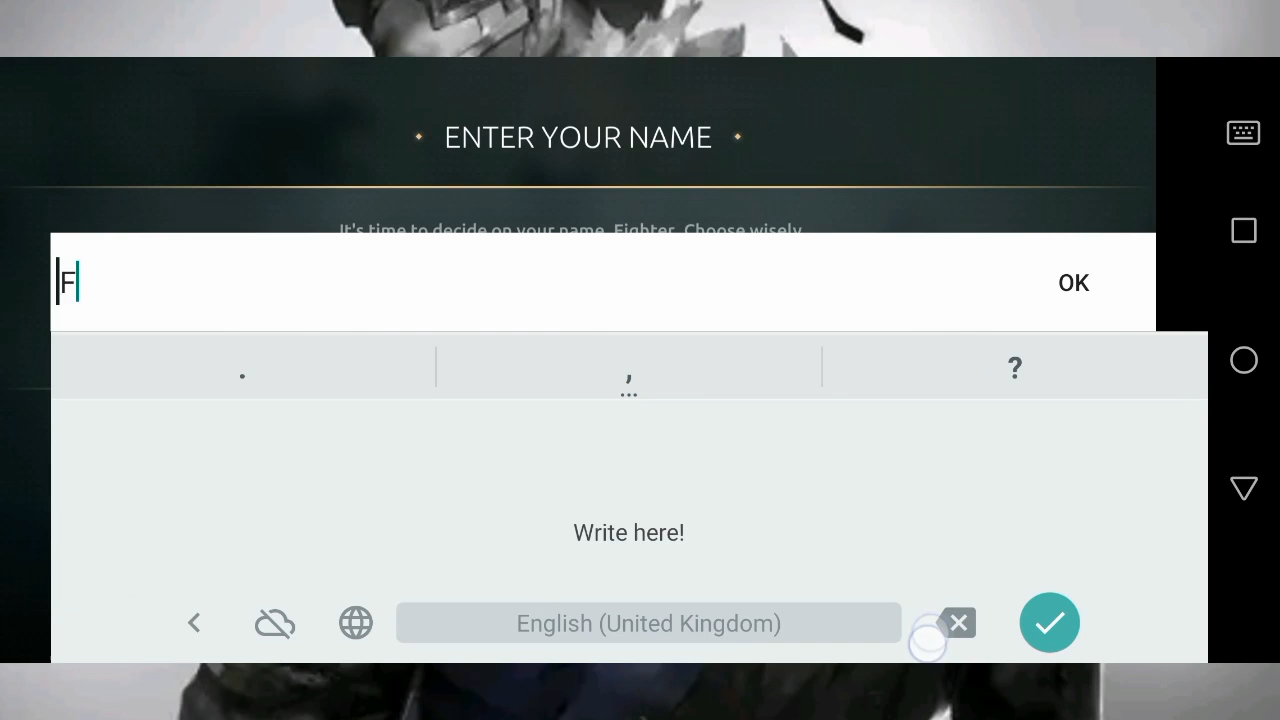 ENTER YOUR NAME
It's time to decide on your name, Fighter. Choose wisely
F
OK
. , ?
Write here!
English (United Kingdom)